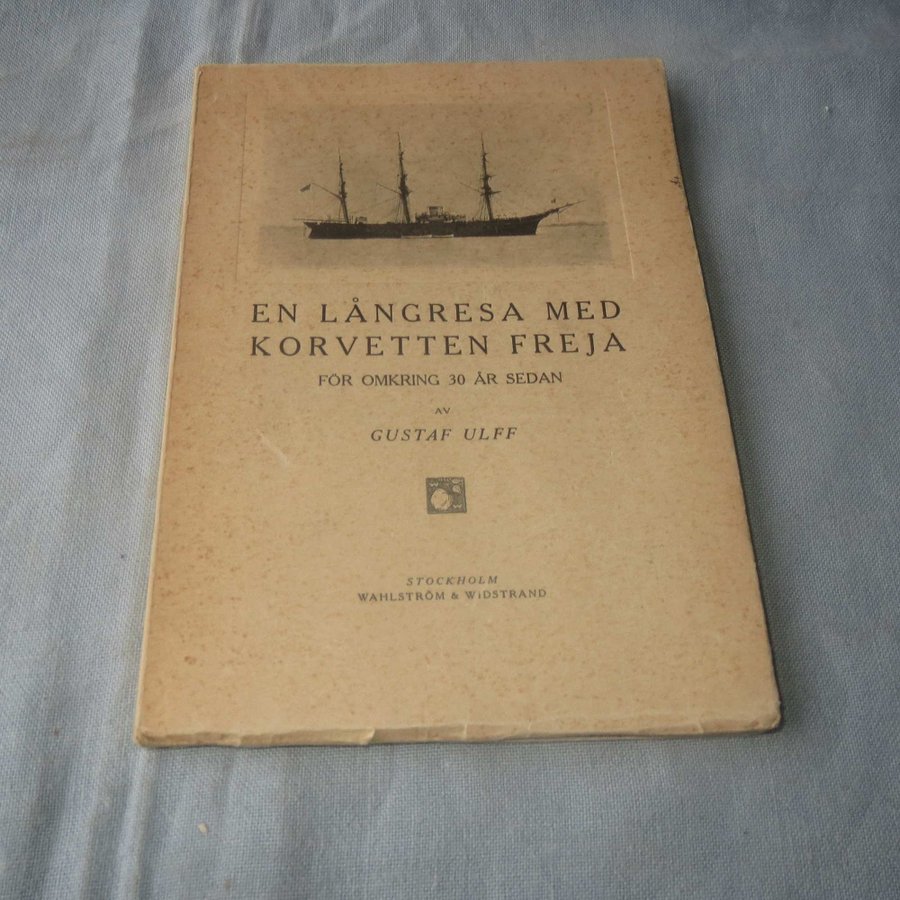 EN LÅNGRESA MED
KORVETTEN FREJA
FÖR OMKRING 30 ÅR SEDAN
AV
GUSTAF ULFF
STOCKHOLM
WAHLSTRÖM & WIDSTRAND